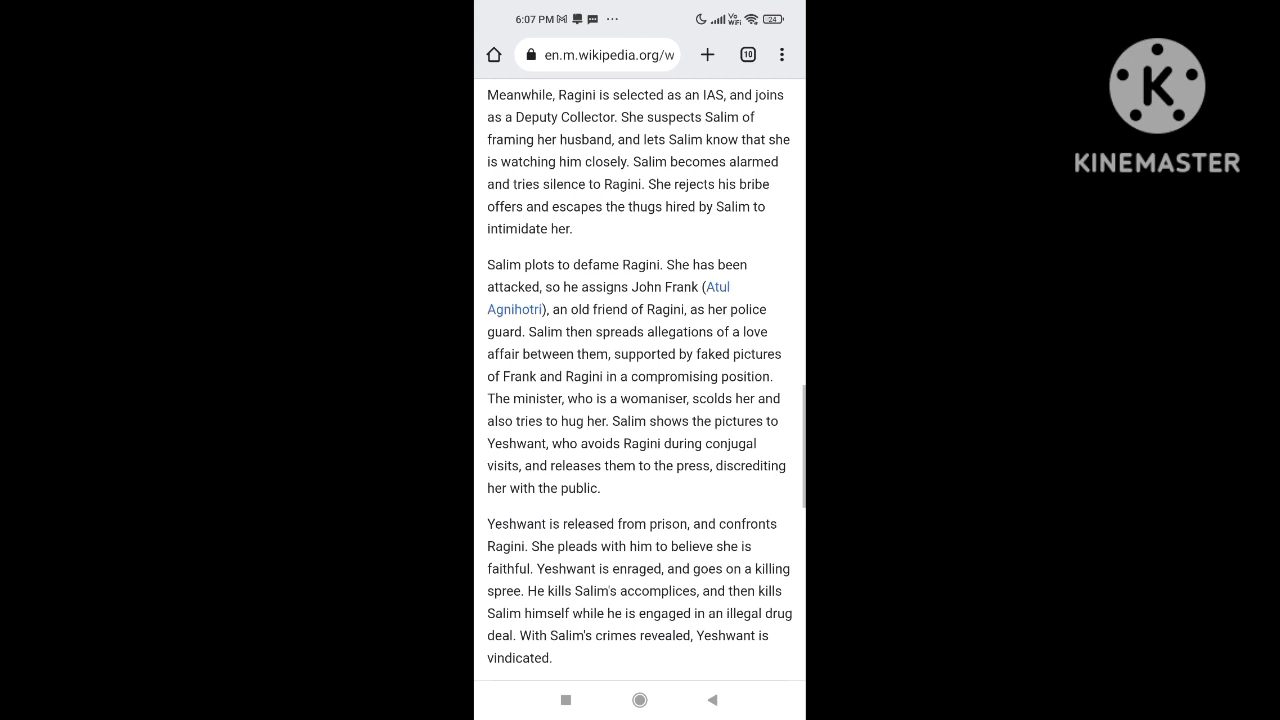 6:07 PM
Vo
WiFi
24
en.m.wikipedia.org/w
10
Meanwhile, Ragini is selected as an IAS, and joins
as a Deputy Collector. She suspects Salim of
framing her husband, and lets Salim know that she
is watching him closely. Salim becomes alarmed
and tries silence to Ragini. She rejects his bribe
offers and escapes the thugs hired by Salim to
intimidate her.
Salim plots to defame Ragini. She has been
attacked, so he assigns John Frank (Atul
Agnihotri), an old friend of Ragini, as her police
guard. Salim then spreads allegations of a love
affair between them, supported by faked pictures
of Frank and Ragini in a compromising position.
The minister, who is a womaniser, scolds her and
also tries to hug her. Salim shows the pictures to
Yeshwant, who avoids Ragini during conjugal
visits, and releases them to the press, discrediting
her with the public.
Yeshwant is released from prison, and confronts
Ragini. She pleads with him to believe she is
faithful. Yeshwant is enraged, and goes on a killing
spree. He kills Salim's accomplices, and then kills
Salim himself while he is engaged in an illegal drug
deal. With Salim's crimes revealed, Yeshwant is
vindicated.
K
KINEMASTER